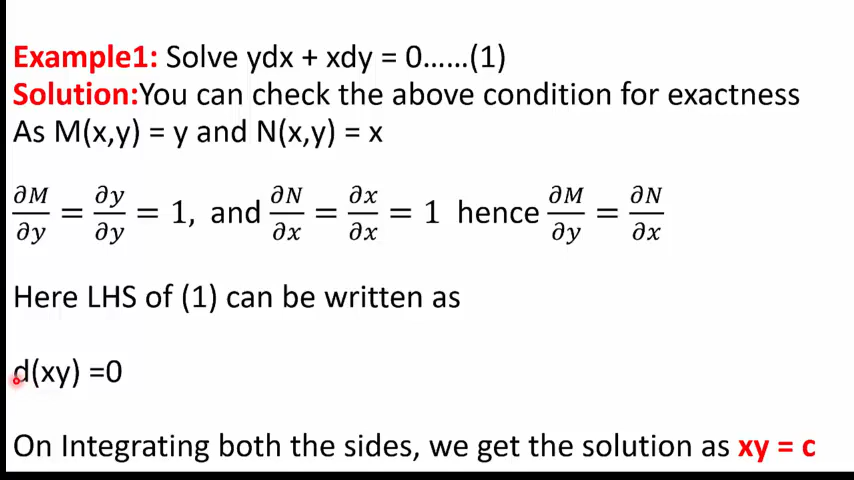 Example1: Solve ydx + xdy = 0......(1)
Solution:You can check the above condition for exactness
As M(x,y) = y and N(x,y) = x
∂M/∂y = ∂y/∂y = 1, and ∂N/∂x = ∂x/∂x = 1 hence ∂M/∂y = ∂N/∂x
Here LHS of (1) can be written as
d(xy) =0
On Integrating both the sides, we get the solution as xy = c